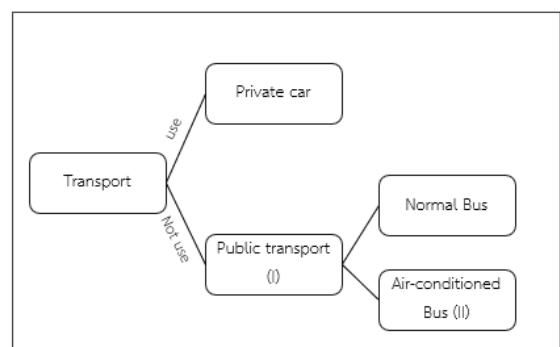 Private car
use
Transport
Not use
Public transport
(I)
Normal Bus
Air-conditioned
Bus (II)